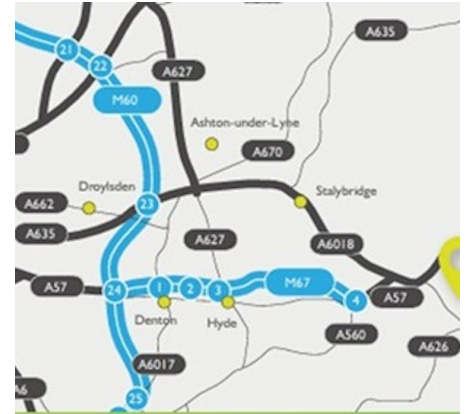 A635
21
22
A627
M60
Ashton-under-Lyne
A670
Droylsden
Stalybridge
A662
23
A635
A627
A6018
A57
24
1
2
3
M67
4
A57
Denton
Hyde
A560
A626
A6017
25